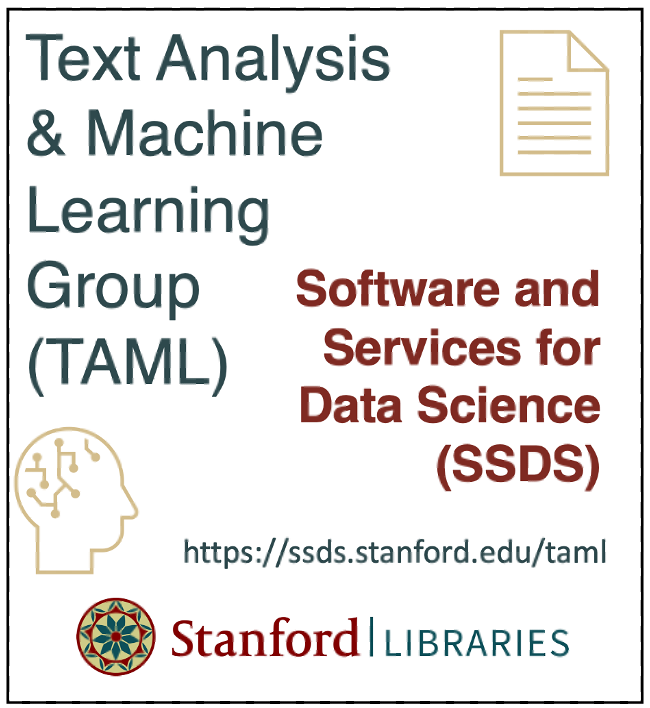 Text Analysis
& Machine
Learning
Group
(TAML)
Software and
Services for
Data Science
(SSDS)
https://ssds.stanford.edu/taml
Stanford | LIBRARIES